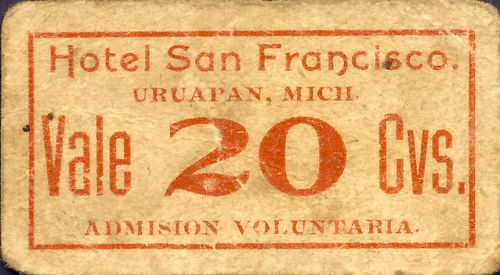 Hotel San Francisco.
URUAPAN, MICH.
Vale 20 Cvs.
ADMISION VOLUNTARIA.